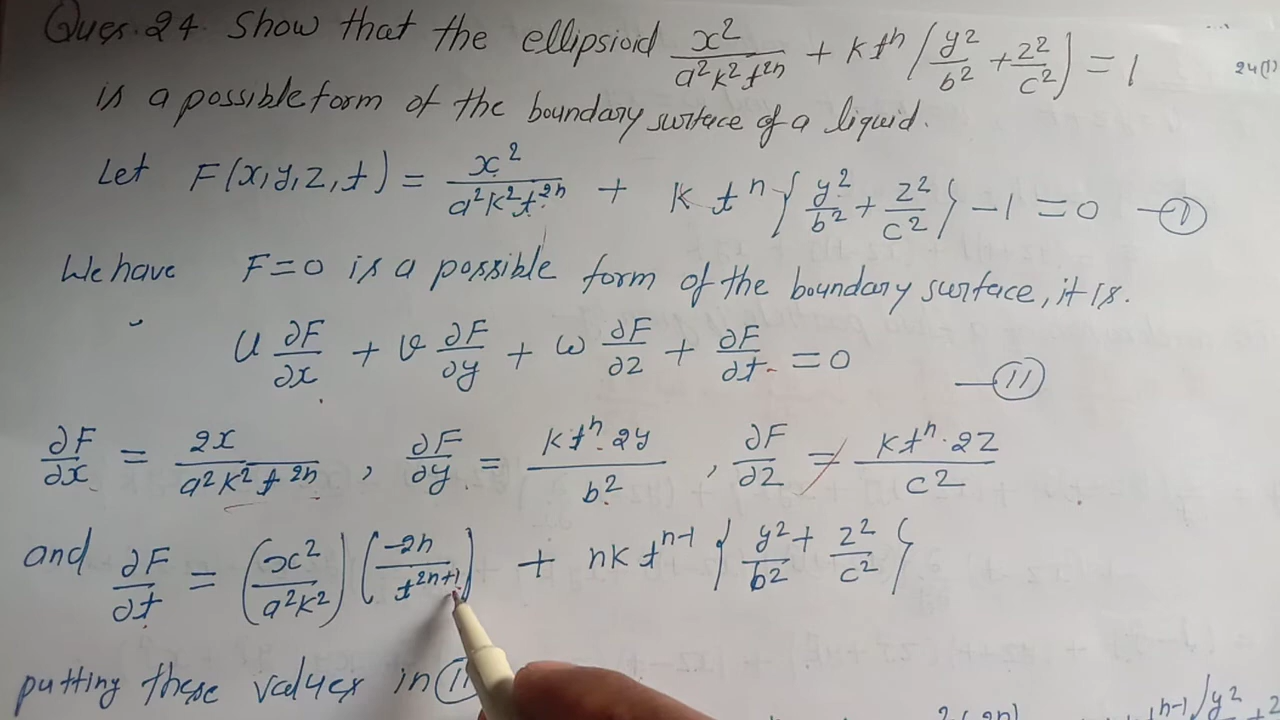 Ques. 24. Show that the ellipsioid x²/a²k²t²ⁿ + ktⁿ(y²/b² + z²/c²) = 1
24(1)
is a possible form of the boundary surface of a liquid.
Let F(x,y,z,t) = x²/a²k²t²ⁿ + ktⁿ{y²/b² + z²/c²} - 1 = 0 — (I)
We have F=0 is a possible form of the boundary surface, it is.
u ∂F/∂x + v ∂F/∂y + w ∂F/∂z + ∂F/∂t = 0 — (II)
∂F/∂x = 2x/a²k²t²ⁿ , ∂F/∂y = ktⁿ·2y/b² , ∂F/∂z = ktⁿ·2z/c²
and ∂F/∂t = (x²/a²k²)(-2n/t²ⁿ⁺¹) + nktⁿ⁻¹{y²/b² + z²/c²}
putting these values in (II)